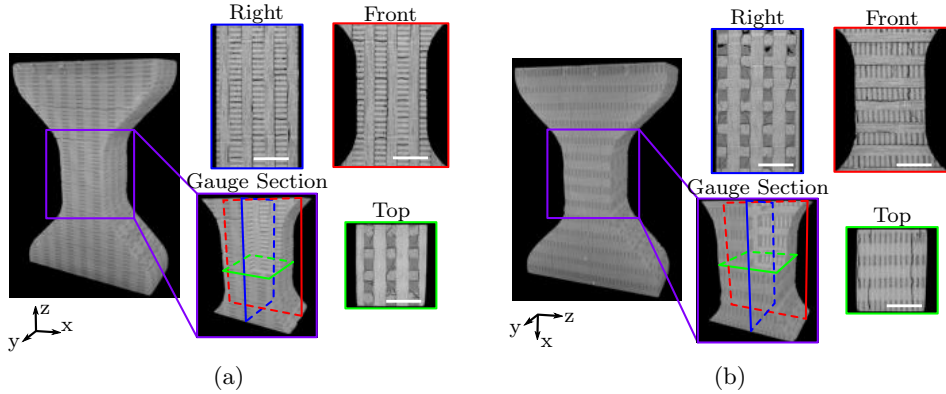 Right
Front
Gauge Section
Top
z
x
y
(a)
Right
Front
Gauge Section
Top
z
y
x
(b)